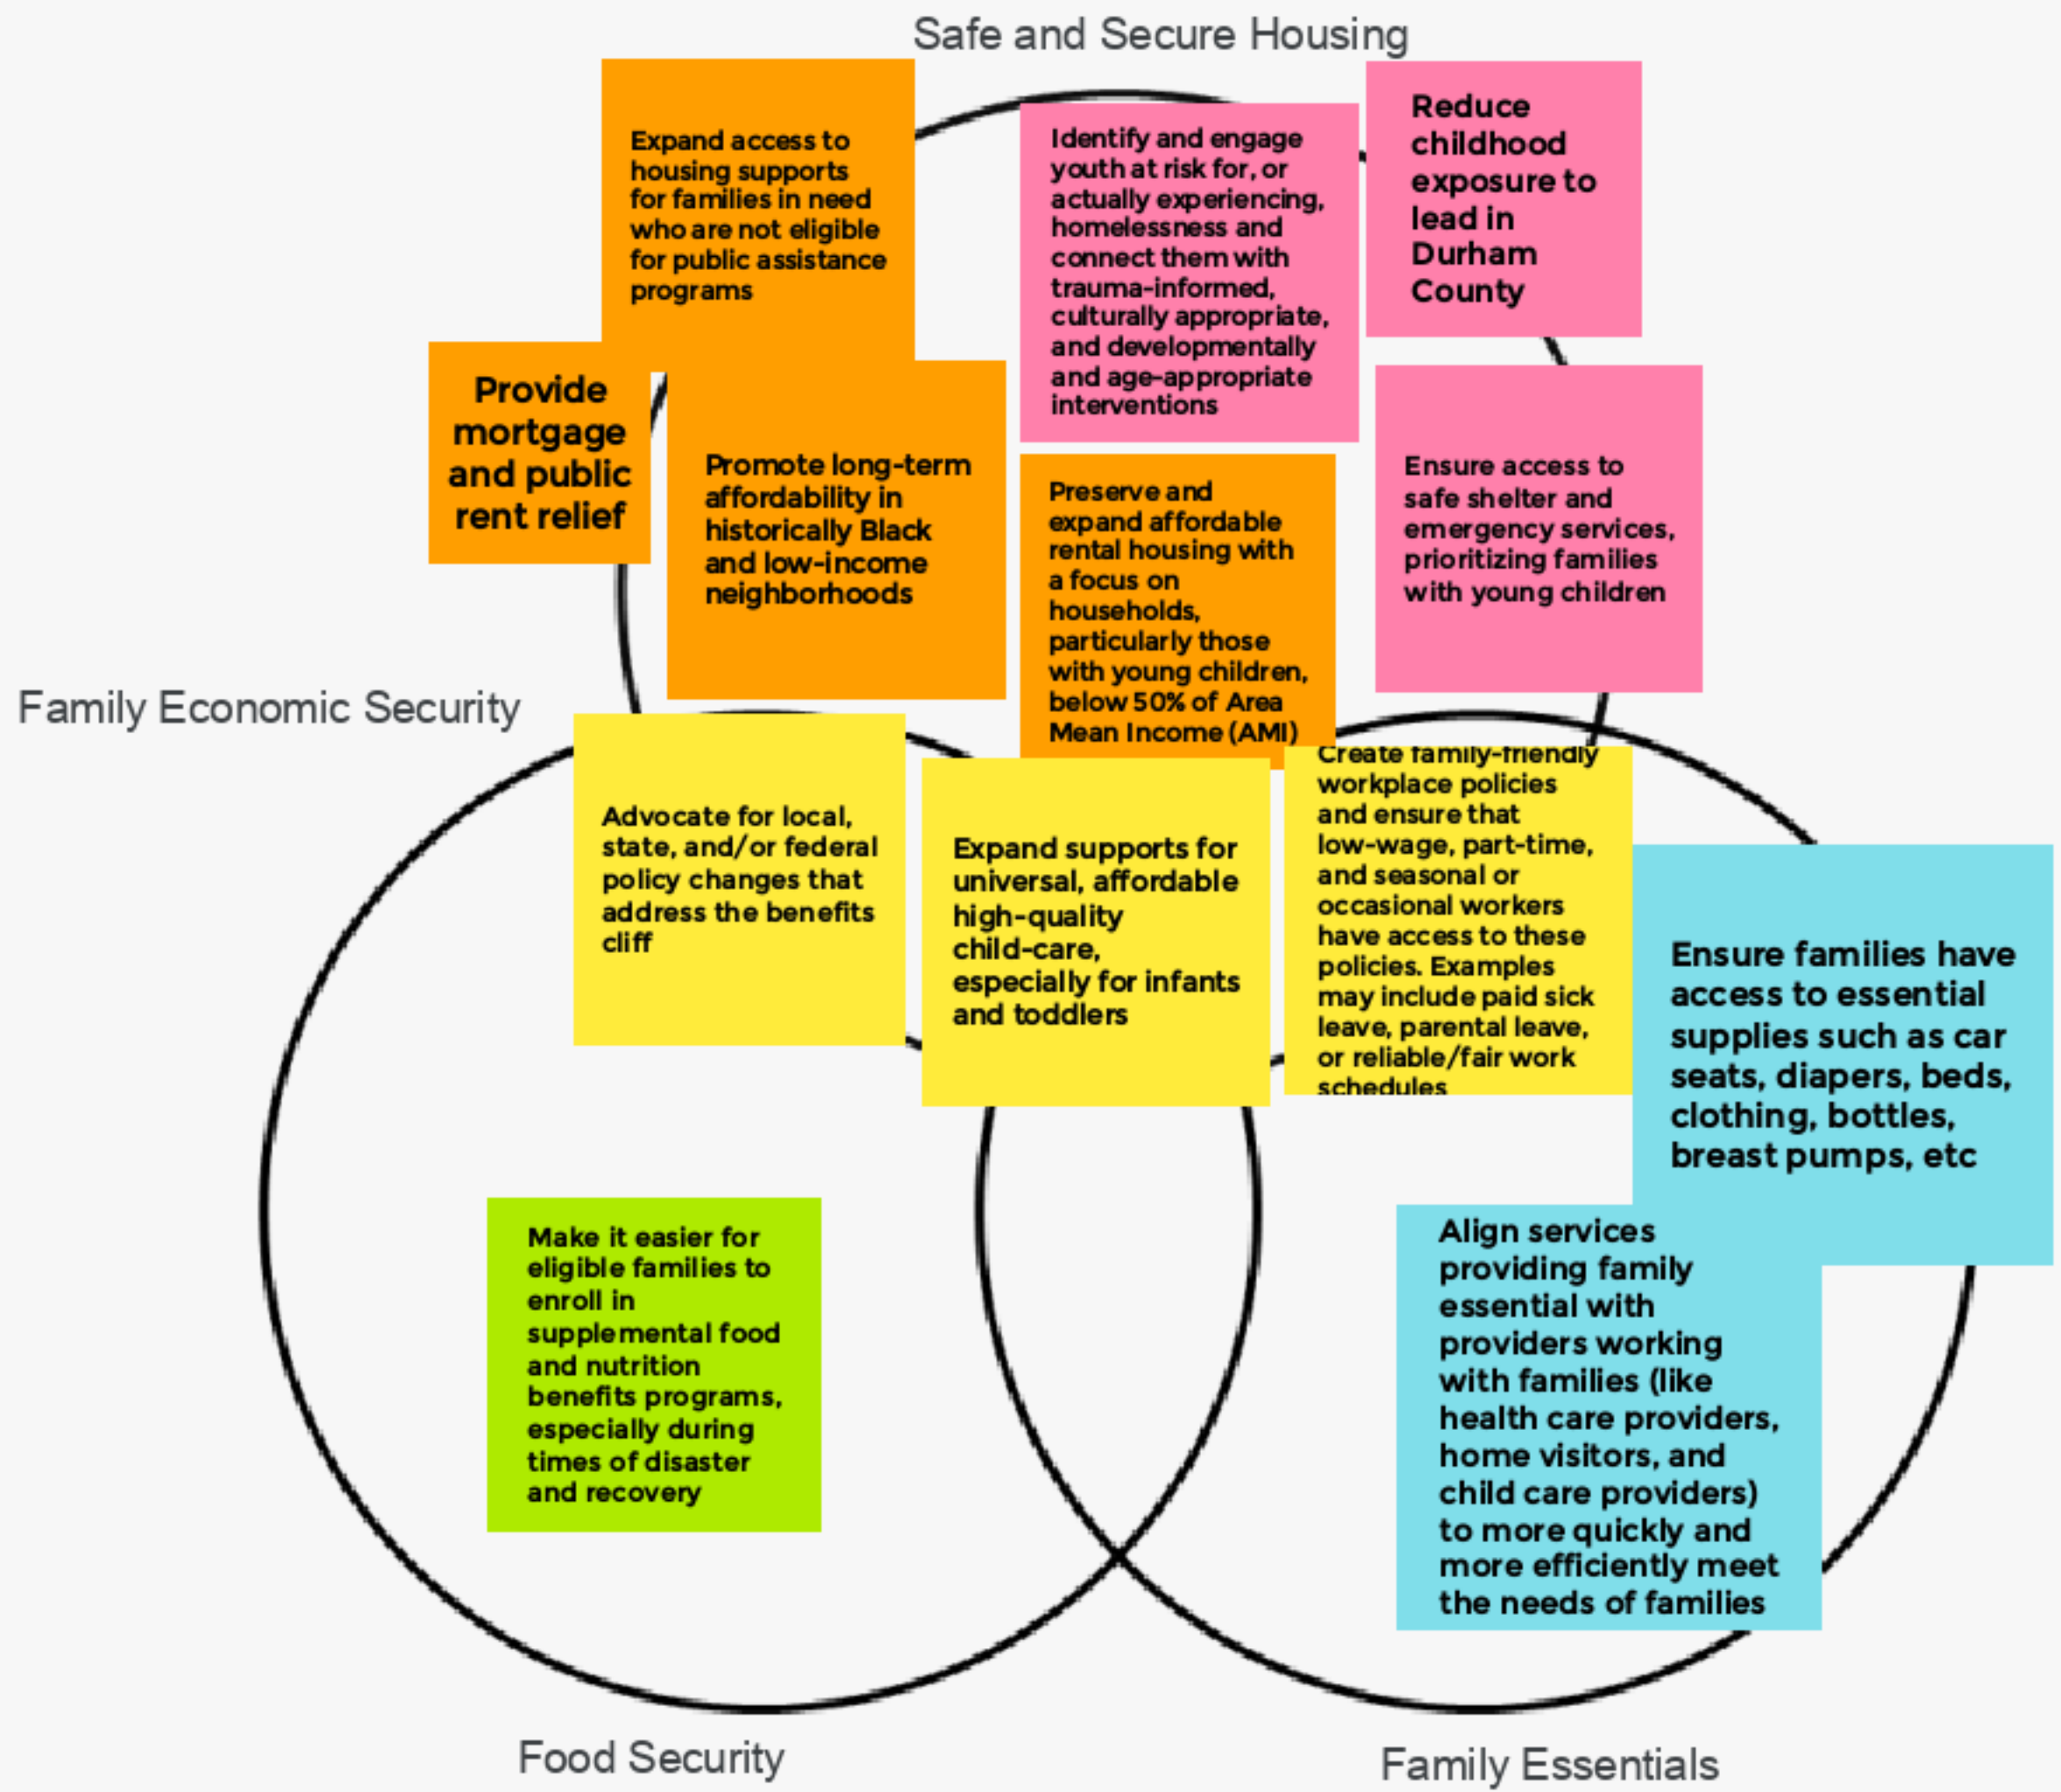 Safe and Secure Housing
Expand access to
housing supports
for families in need
who are not eligible
for public assistance
programs
Identify and engage
youth at risk for, or
actually experiencing,
homelessness and
connect them with
trauma-informed,
culturally appropriate,
and developmentally
and age-appropriate
interventions
Reduce
childhood
exposure to
lead in
Durham
County
Provide
mortgage
and public
rent relief
Promote long-term
affordability in
historically Black
and low-income
neighborhoods
Preserve and
expand affordable
rental housing with
a focus on
households,
particularly those
with young children,
below 50% of Area
Mean Income (AMI)
Ensure access to
safe shelter and
emergency services,
prioritizing families
with young children
Family Economic Security
Advocate for local,
state, and/or federal
policy changes that
address the benefits
cliff
Expand supports for
universal, affordable
high-quality
child-care,
especially for infants
and toddlers
Create family-friendly
workplace policies
and ensure that
low-wage, part-time,
and seasonal or
occasional workers
have access to these
policies. Examples
may include paid sick
leave, parental leave,
or reliable/fair work
schedules
Ensure families have
access to essential
supplies such as car
seats, diapers, beds,
clothing, bottles,
breast pumps, etc
Make it easier for
eligible families to
enroll in
supplemental food
and nutrition
benefits programs,
especially during
times of disaster
and recovery
Align services
providing family
essential with
providers working
with families (like
health care providers,
home visitors, and
child care providers)
to more quickly and
more efficiently meet
the needs of families
Food Security
Family Essentials